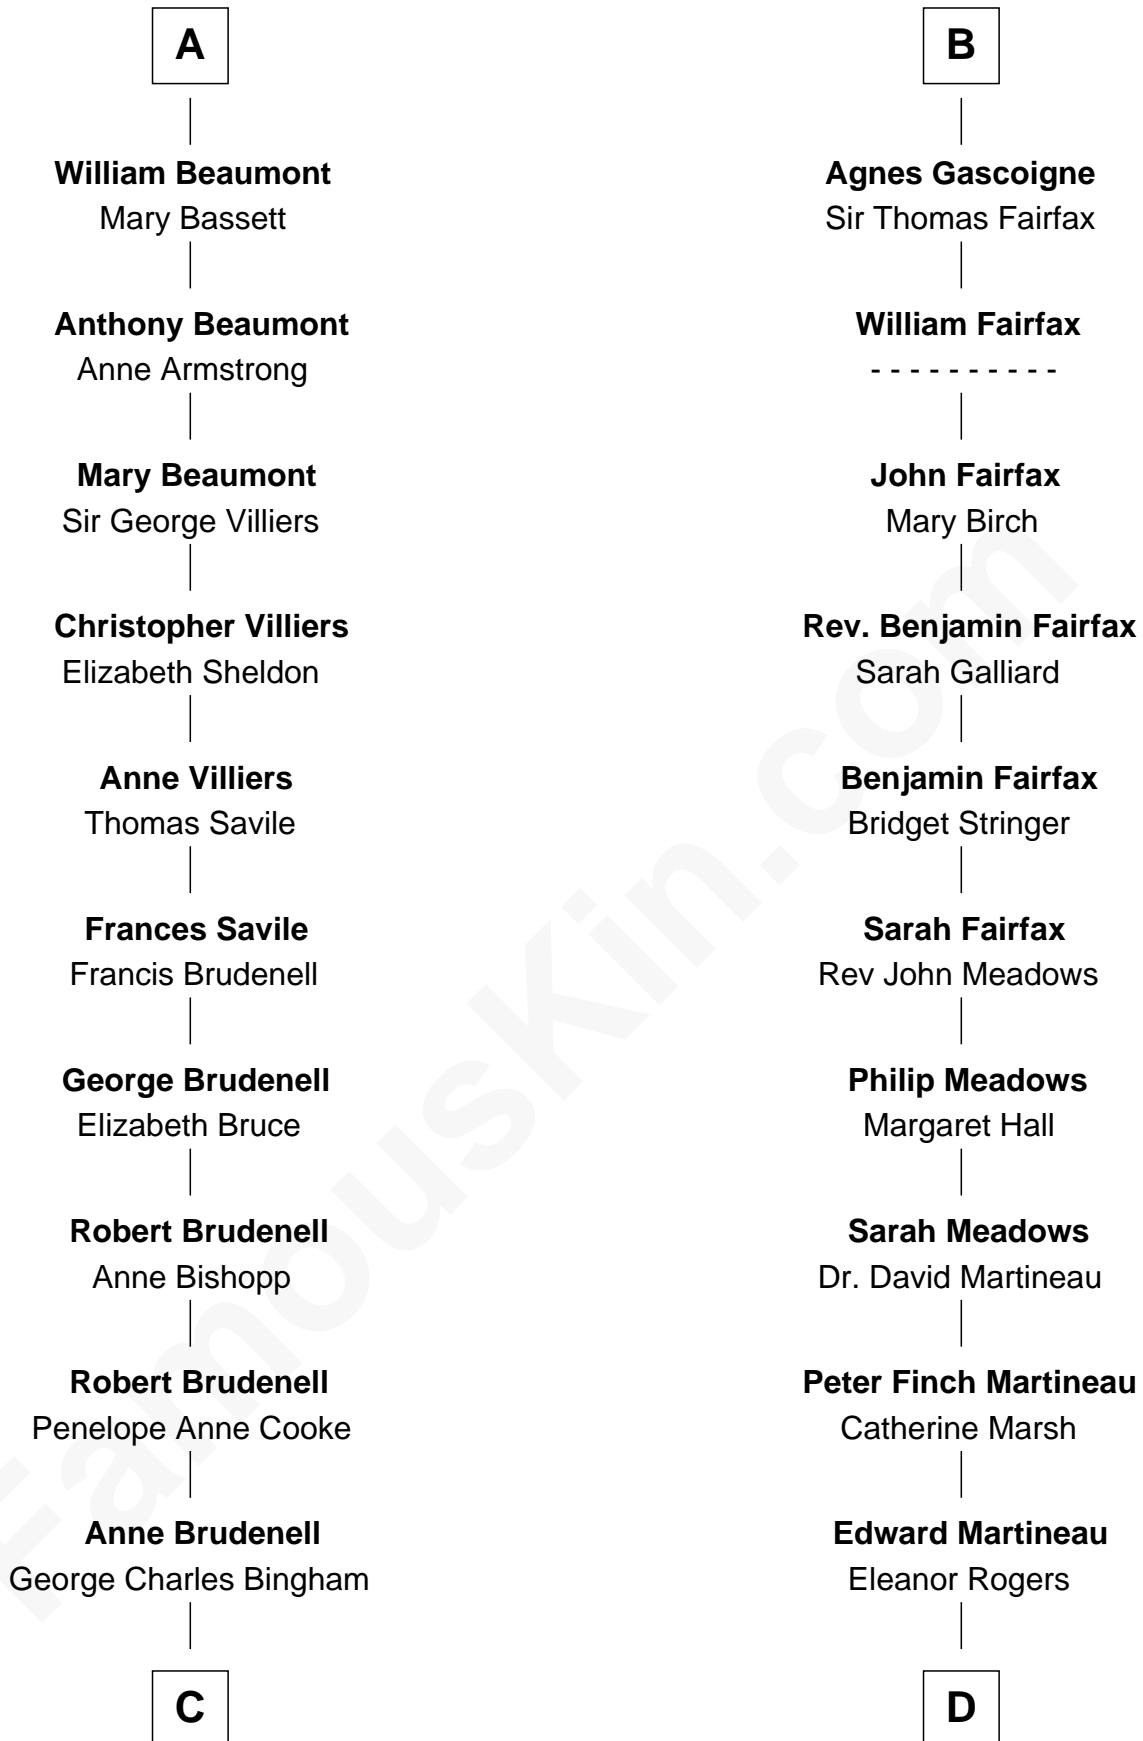 A
William Beaumont
Mary Bassett
Anthony Beaumont
Anne Armstrong
Mary Beaumont
Sir George Villiers
Christopher Villiers
Elizabeth Sheldon
Anne Villiers
Thomas Savile
Frances Savile
Francis Brudenell
George Brudenell
Elizabeth Bruce
Robert Brudenell
Anne Bishopp
Robert Brudenell
Penelope Anne Cooke
Anne Brudenell
George Charles Bingham
C
B
Agnes Gascoigne
Sir Thomas Fairfax
William Fairfax
- - - - - - - - - -
John Fairfax
Mary Birch
Rev. Benjamin Fairfax
Sarah Galliard
Benjamin Fairfax
Bridget Stringer
Sarah Fairfax
Rev John Meadows
Philip Meadows
Margaret Hall
Sarah Meadows
Dr. David Martineau
Peter Finch Martineau
Catherine Marsh
Edward Martineau
Eleanor Rogers
D
FamousKin.com